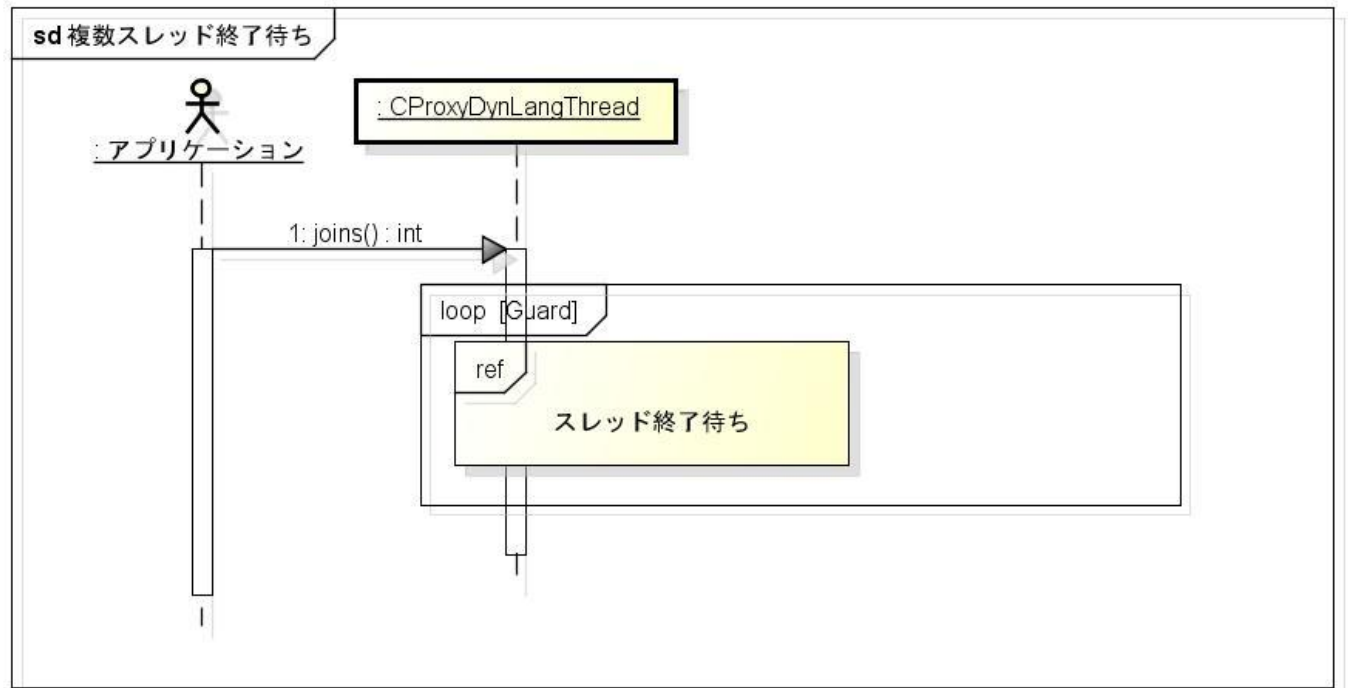 sd 複数スレッド終了待ち
: CProxyDynLangThread
: アプリケーション
1: joins() : int
loop [Guard]
ref
スレッド終了待ち